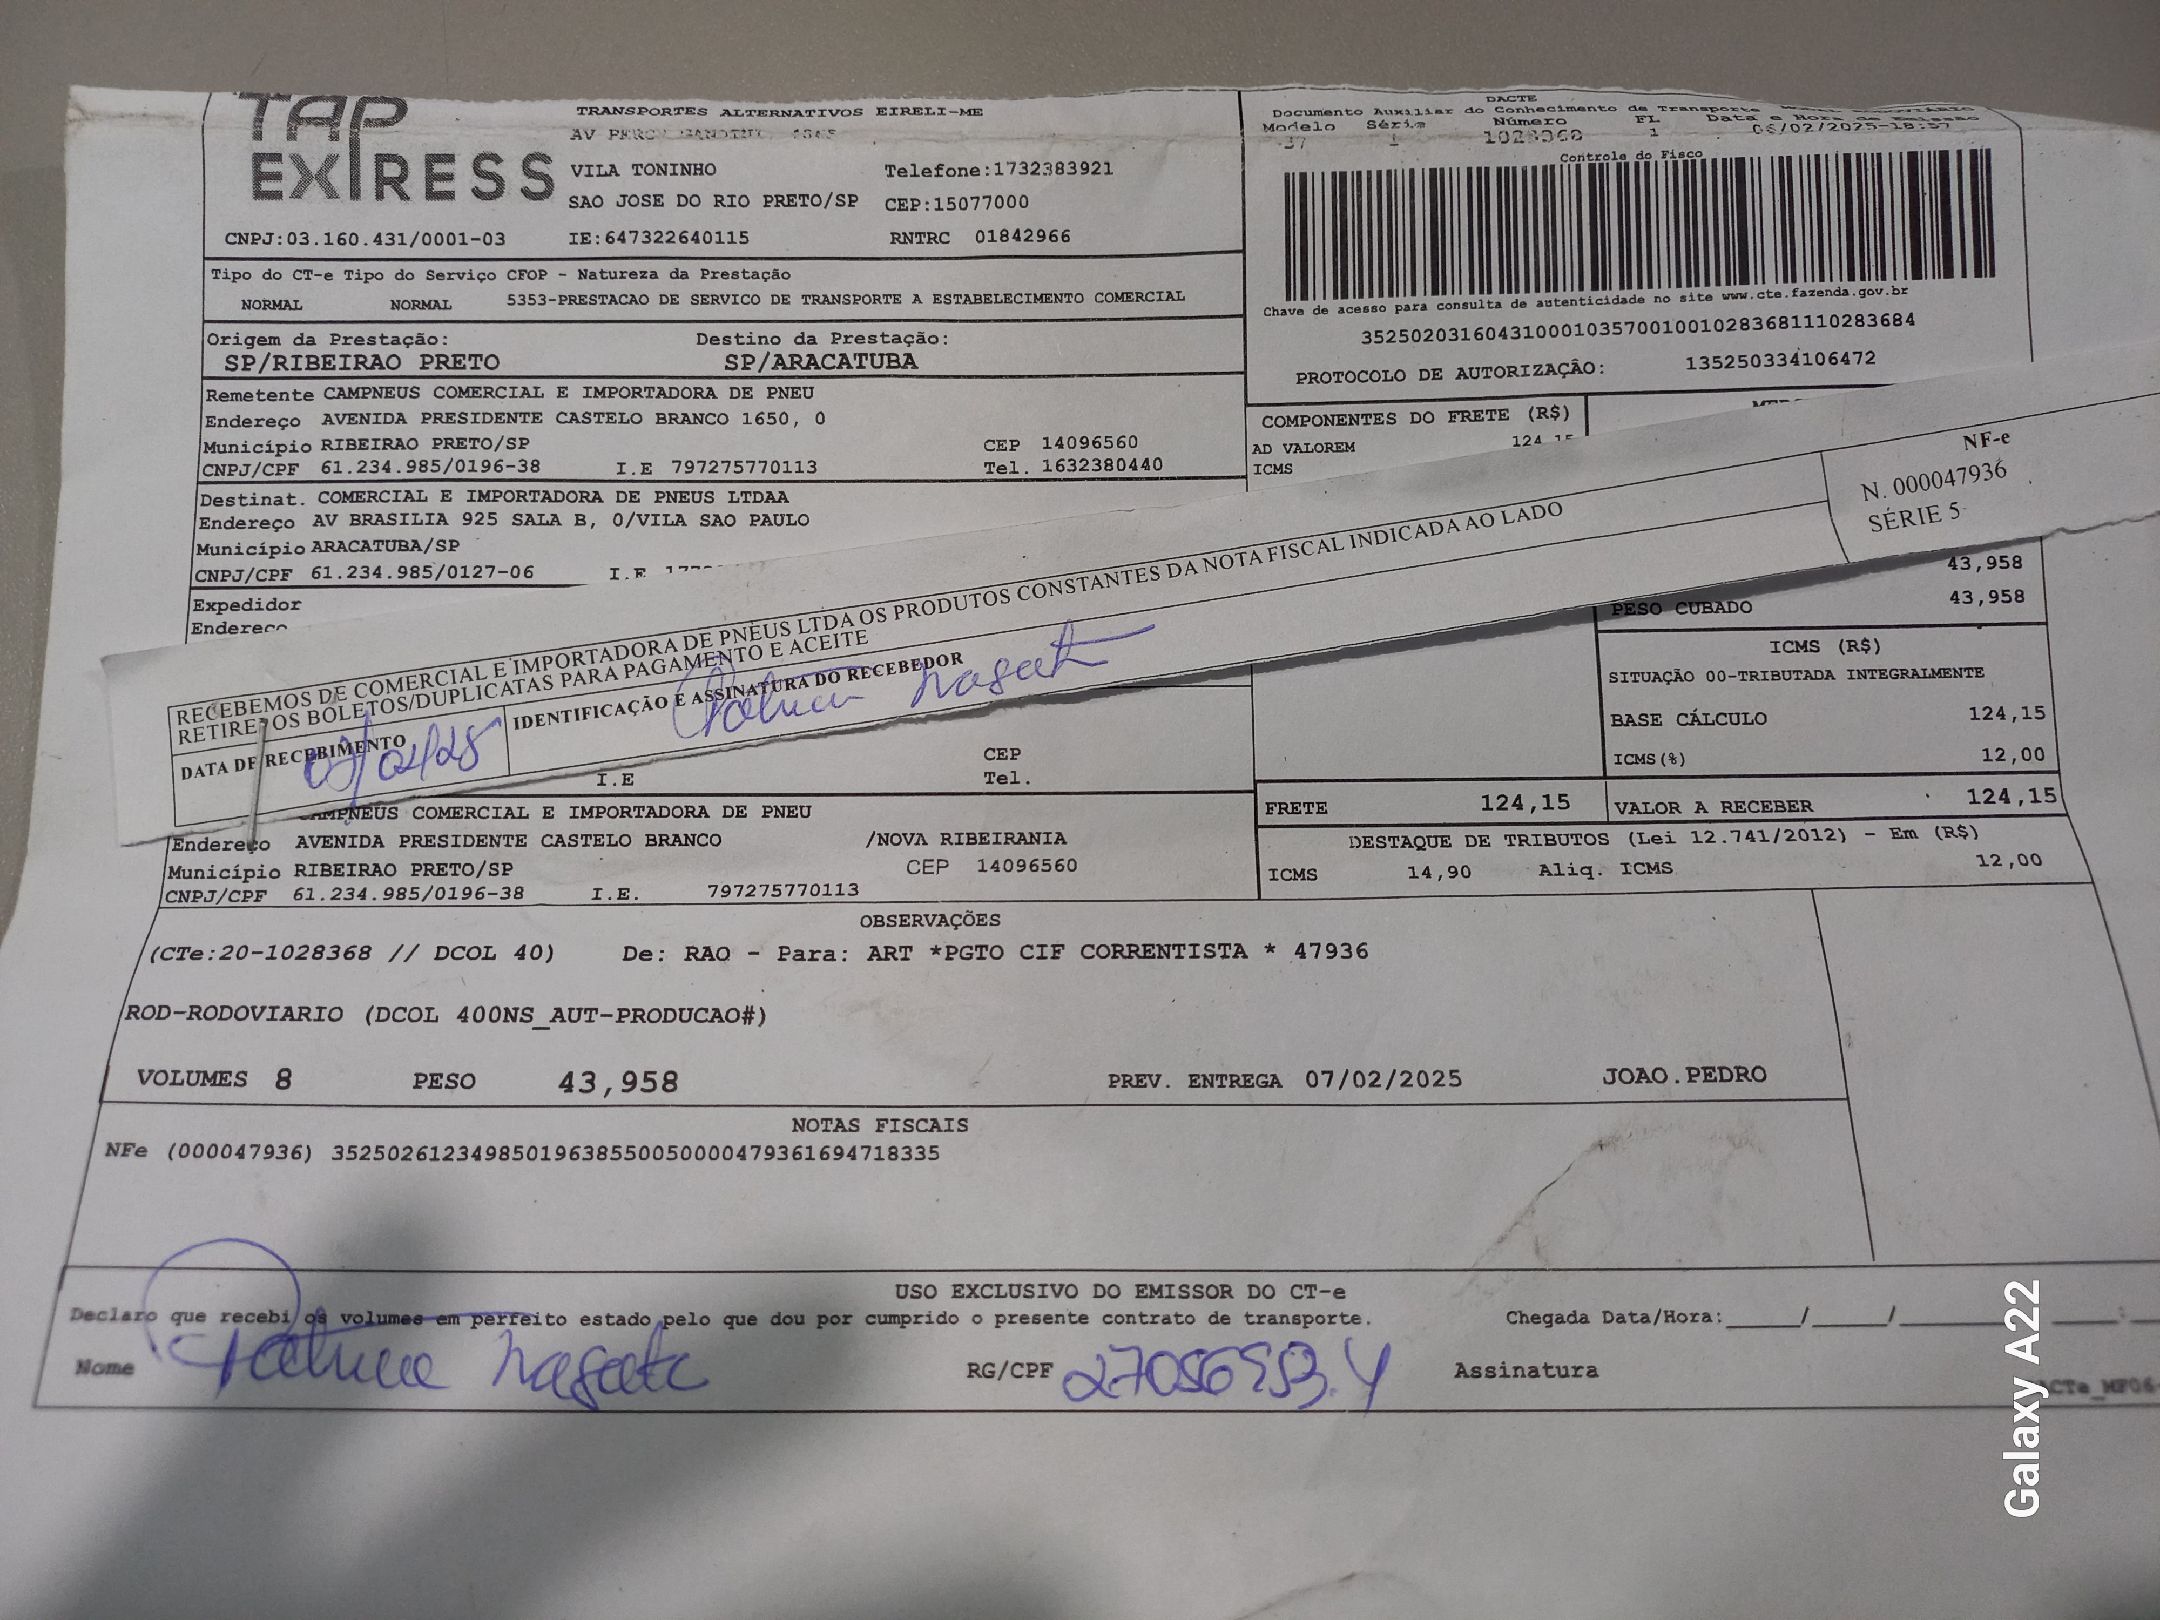 TAP EXPRESS
TRANSPORTES ALTERNATIVOS EIRELI-ME
AV
VILA TONINHO Telefone:1732383921
SAO JOSE DO RIO PRETO/SP CEP:15077000
CNPJ:03.160.431/0001-03 IE:647322640115 RNTRC 01842966
DACTE
Documento Auxiliar do Conhecimento de Transporte
Modelo Série Número FL Data e Hora de Emissão
1028368 1 06/02/2025-18:57
Controle do Fisco
Chave de acesso para consulta de autenticidade no site www.cte.fazenda.gov.br
35250203160431000103570010010283681110283684
PROTOCOLO DE AUTORIZAÇÃO: 135250334106472
Tipo do CT-e Tipo do Serviço CFOP - Natureza da Prestação
NORMAL NORMAL 5353-PRESTACAO DE SERVICO DE TRANSPORTE A ESTABELECIMENTO COMERCIAL
Origem da Prestação: Destino da Prestação:
SP/RIBEIRAO PRETO SP/ARACATUBA
Remetente CAMPNEUS COMERCIAL E IMPORTADORA DE PNEU
Endereço AVENIDA PRESIDENTE CASTELO BRANCO 1650, 0
Município RIBEIRAO PRETO/SP CEP 14096560
CNPJ/CPF 61.234.985/0196-38 I.E 797275770113 Tel. 1632380440
Destinat. COMERCIAL E IMPORTADORA DE PNEUS LTDAA
Endereço AV BRASILIA 925 SALA B, 0/VILA SAO PAULO
Município ARACATUBA/SP
CNPJ/CPF 61.234.985/0127-06 I.E
Expedidor
Endereço
COMPONENTES DO FRETE (R$)
AD VALOREM 124,15
ICMS
NF-e
N. 000047936
SÉRIE 5
RECEBEMOS DE COMERCIAL E IMPORTADORA DE PNEUS LTDA OS PRODUTOS CONSTANTES DA NOTA FISCAL INDICADA AO LADO
RETIREI OS BOLETOS/DUPLICATAS PARA PAGAMENTO E ACEITE
DATA DE RECEBIMENTO IDENTIFICAÇÃO E ASSINATURA DO RECEBEDOR
07/02/25
43,958
PESO CUBADO 43,958
ICMS (R$)
SITUAÇÃO 00-TRIBUTADA INTEGRALMENTE
BASE CÁLCULO 124,15
ICMS(%) 12,00
CEP
I.E Tel.
CAMPNEUS COMERCIAL E IMPORTADORA DE PNEU
Endereço AVENIDA PRESIDENTE CASTELO BRANCO /NOVA RIBEIRANIA
Município RIBEIRAO PRETO/SP CEP 14096560
CNPJ/CPF 61.234.985/0196-38 I.E. 797275770113
FRETE 124,15 VALOR A RECEBER 124,15
DESTAQUE DE TRIBUTOS (Lei 12.741/2012) - Em (R$)
ICMS 14,90 Aliq. ICMS 12,00
OBSERVAÇÕES
(CTe:20-1028368 // DCOL 40) De: RAO - Para: ART *PGTO CIF CORRENTISTA * 47936
ROD-RODOVIARIO (DCOL 400NS_AUT-PRODUCAO#)
VOLUMES 8 PESO 43,958 PREV. ENTREGA 07/02/2025 JOAO.PEDRO
NOTAS FISCAIS
NFe (000047936) 35250261234985019638550050000479361694718335
USO EXCLUSIVO DO EMISSOR DO CT-e
Declaro que recebi os volumes em perfeito estado pelo que dou por cumprido o presente contrato de transporte. Chegada Data/Hora:_____/_____/_____ _____:
Nome RG/CPF Assinatura
Galaxy A22